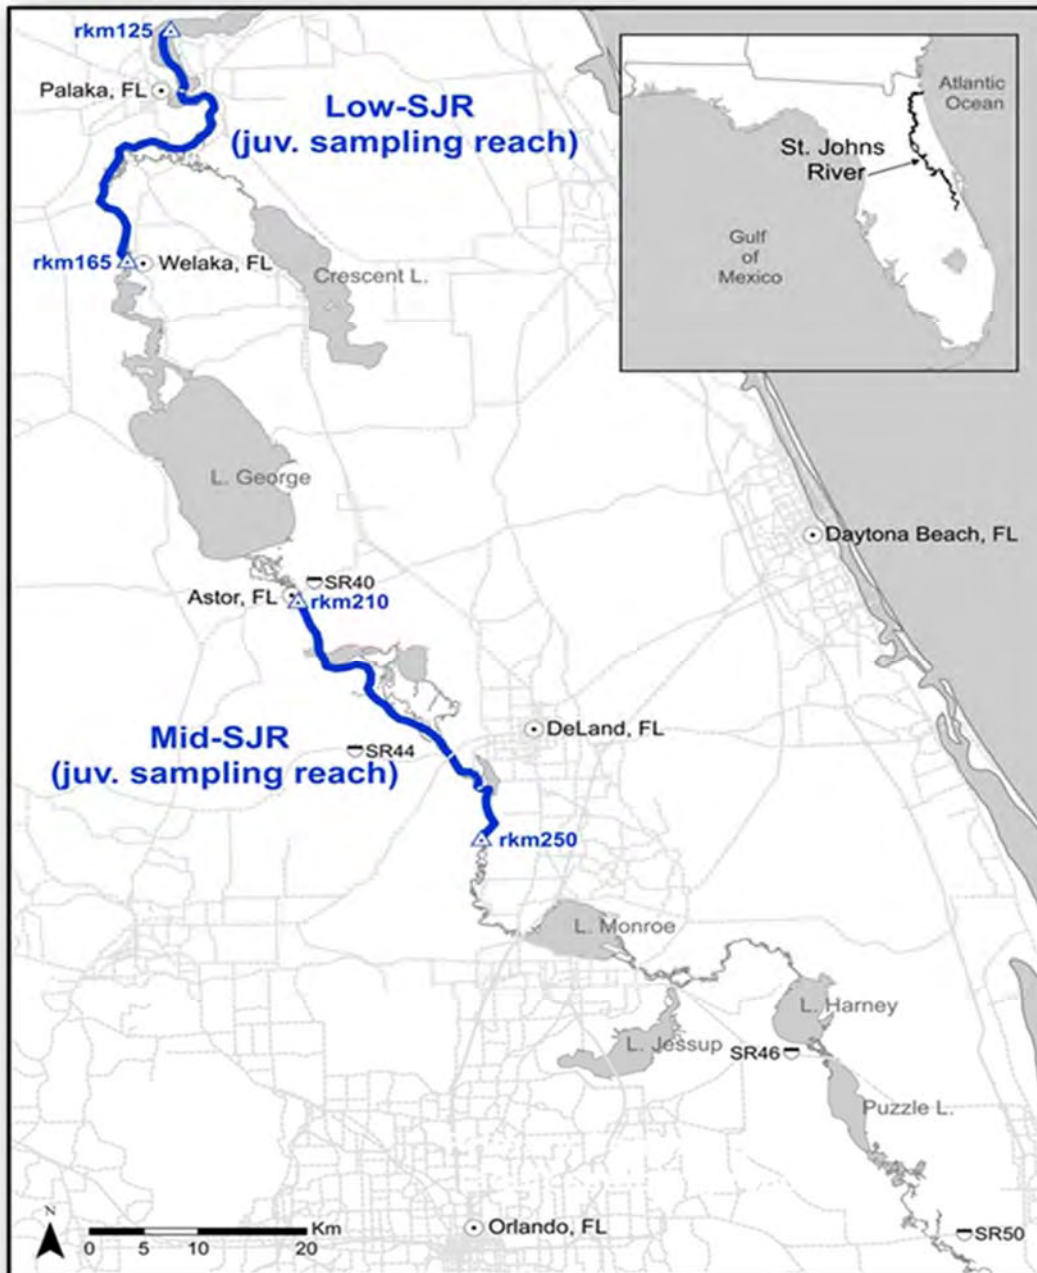 rkm125
Palaka, FL
Low-SJR
(juv. sampling reach)
Atlantic
Ocean
St. Johns
River
Gulf
of
Mexico
rkm165
Welaka, FL
Crescent L.
L. George
Daytona Beach, FL
SR40
Astor, FL
rkm210
DeLand, FL
Mid-SJR
(juv. sampling reach)
SR44
rkm250
L. Monroe
L. Harney
L. Jessup
SR46
Puzzle L.
N
Km
0 5 10 20
Orlando, FL
SR50